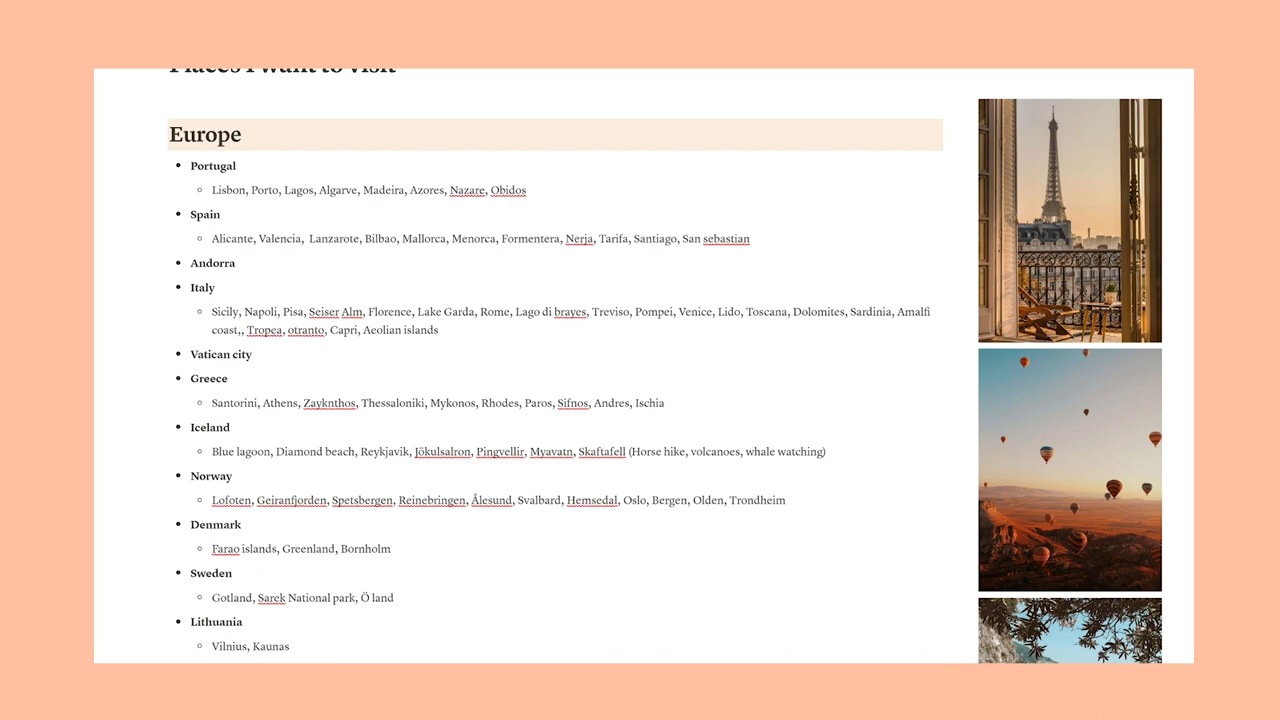 Places I want to visit
Europe
Portugal
Lisbon, Porto, Lagos, Algarve, Madeira, Azores, Nazare, Obidos
Spain
Alicante, Valencia, Lanzarote, Bilbao, Mallorca, Menorca, Formentera, Nerja, Tarifa, Santiago, San sebastian
Andorra
Italy
Sicily, Napoli, Pisa, Seiser Alm, Florence, Lake Garda, Rome, Lago di brayes, Treviso, Pompei, Venice, Lido, Toscana, Dolomites, Sardinia, Amalfi
coast,, Tropea, otranto, Capri, Aeolian islands
Vatican city
Greece
Santorini, Athens, Zayknthos, Thessaloniki, Mykonos, Rhodes, Paros, Sifnos, Andres, Ischia
Iceland
Blue lagoon, Diamond beach, Reykjavik, Jökulsalron, Pingvellir, Myavatn, Skaftafell (Horse hike, volcanoes, whale watching)
Norway
Lofoten, Geiranfjorden, Spetsbergen, Reinebringen, Ålesund, Svalbard, Hemsedal, Oslo, Bergen, Olden, Trondheim
Denmark
Farao islands, Greenland, Bornholm
Sweden
Gotland, Sarek National park, Ö land
Lithuania
Vilnius, Kaunas